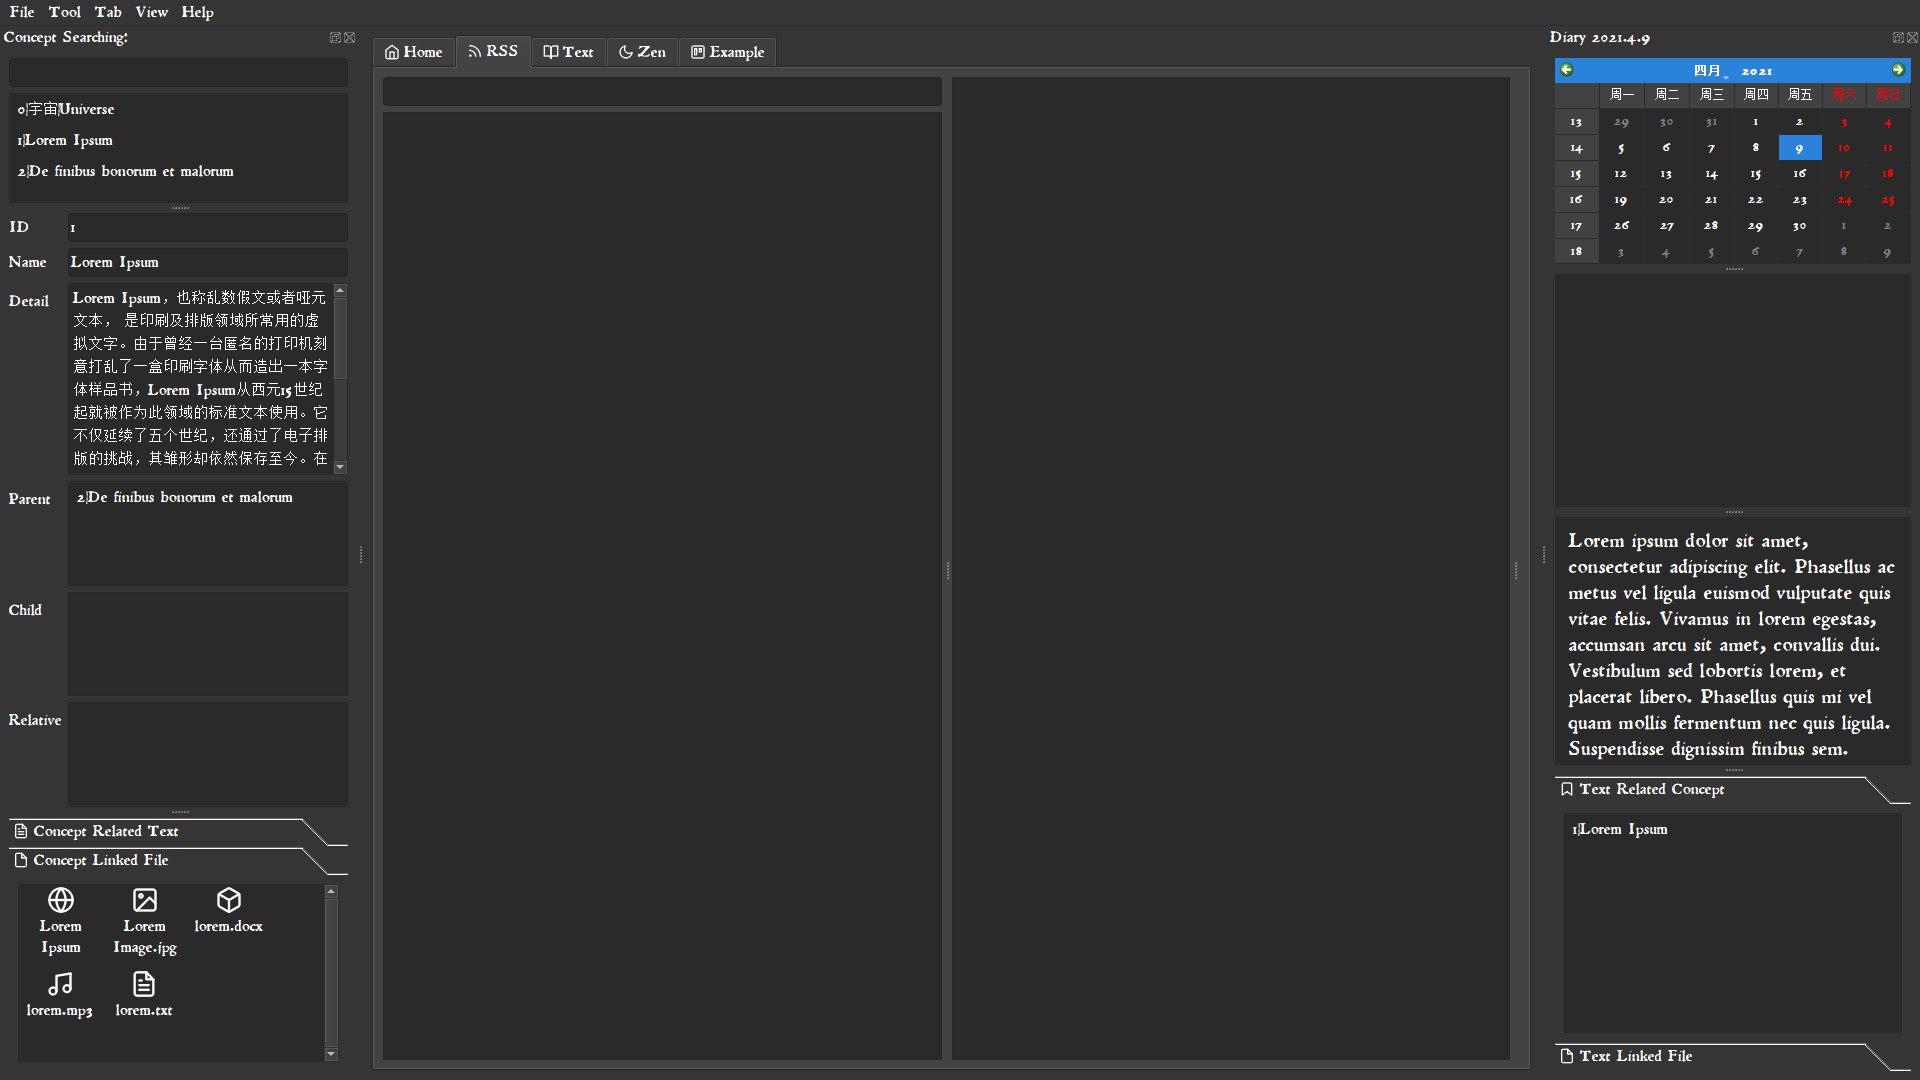 File Tool Tab View Help
Concept Searching:
0|宇宙|Universe
1|Lorem Ipsum
2|De finibus bonorum et malorum
ID 1
Name Lorem Ipsum
Detail
Lorem Ipsum，也称乱数假文或者哑元
文本， 是印刷及排版领域所常用的虚
拟文字。由于曾经一台匿名的打印机刻
意打乱了一盒印刷字体从而造出一本字
体样品书，Lorem Ipsum从西元15世纪
起就被作为此领域的标准文本使用。它
不仅延续了五个世纪，还通过了电子排
版的挑战，其雏形却依然保存至今。在
Parent 2|De finibus bonorum et malorum
Child
Relative
Concept Related Text
Concept Linked File
Lorem Ipsum
Lorem Image.jpg
lorem.docx
lorem.mp3
lorem.txt
Home RSS Text Zen Example
Diary 2021.4.9
四月 2021
周一 周二 周三 周四 周五 周六 周日
13 29 30 31 1 2 3 4
14 5 6 7 8 9 10 11
15 12 13 14 15 16 17 18
16 19 20 21 22 23 24 25
17 26 27 28 29 30 1 2
18 3 4 5 6 7 8 9
Lorem ipsum dolor sit amet,
consectetur adipiscing elit. Phasellus ac
metus vel ligula euismod vulputate quis
vitae felis. Vivamus in lorem egestas,
accumsan arcu sit amet, convallis dui.
Vestibulum sed lobortis lorem, et
placerat libero. Phasellus quis mi vel
quam mollis fermentum nec quis ligula.
Suspendisse dignissim finibus sem.
Text Related Concept
1|Lorem Ipsum
Text Linked File